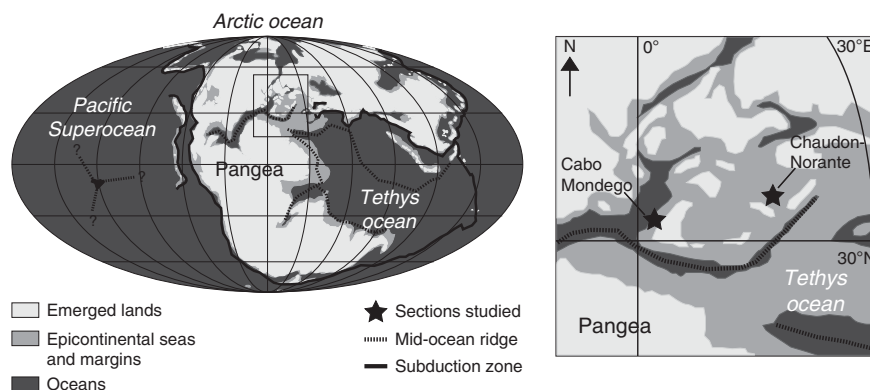 Arctic ocean
Pacific
Superocean
?
?
?
Pangea
Tethys
ocean
Emerged lands
Epicontinental seas
and margins
Oceans
Sections studied
Mid-ocean ridge
Subduction zone
N
0°
30°E
Chaudon-
Norante
Cabo
Mondego
30°N
Tethys
ocean
Pangea